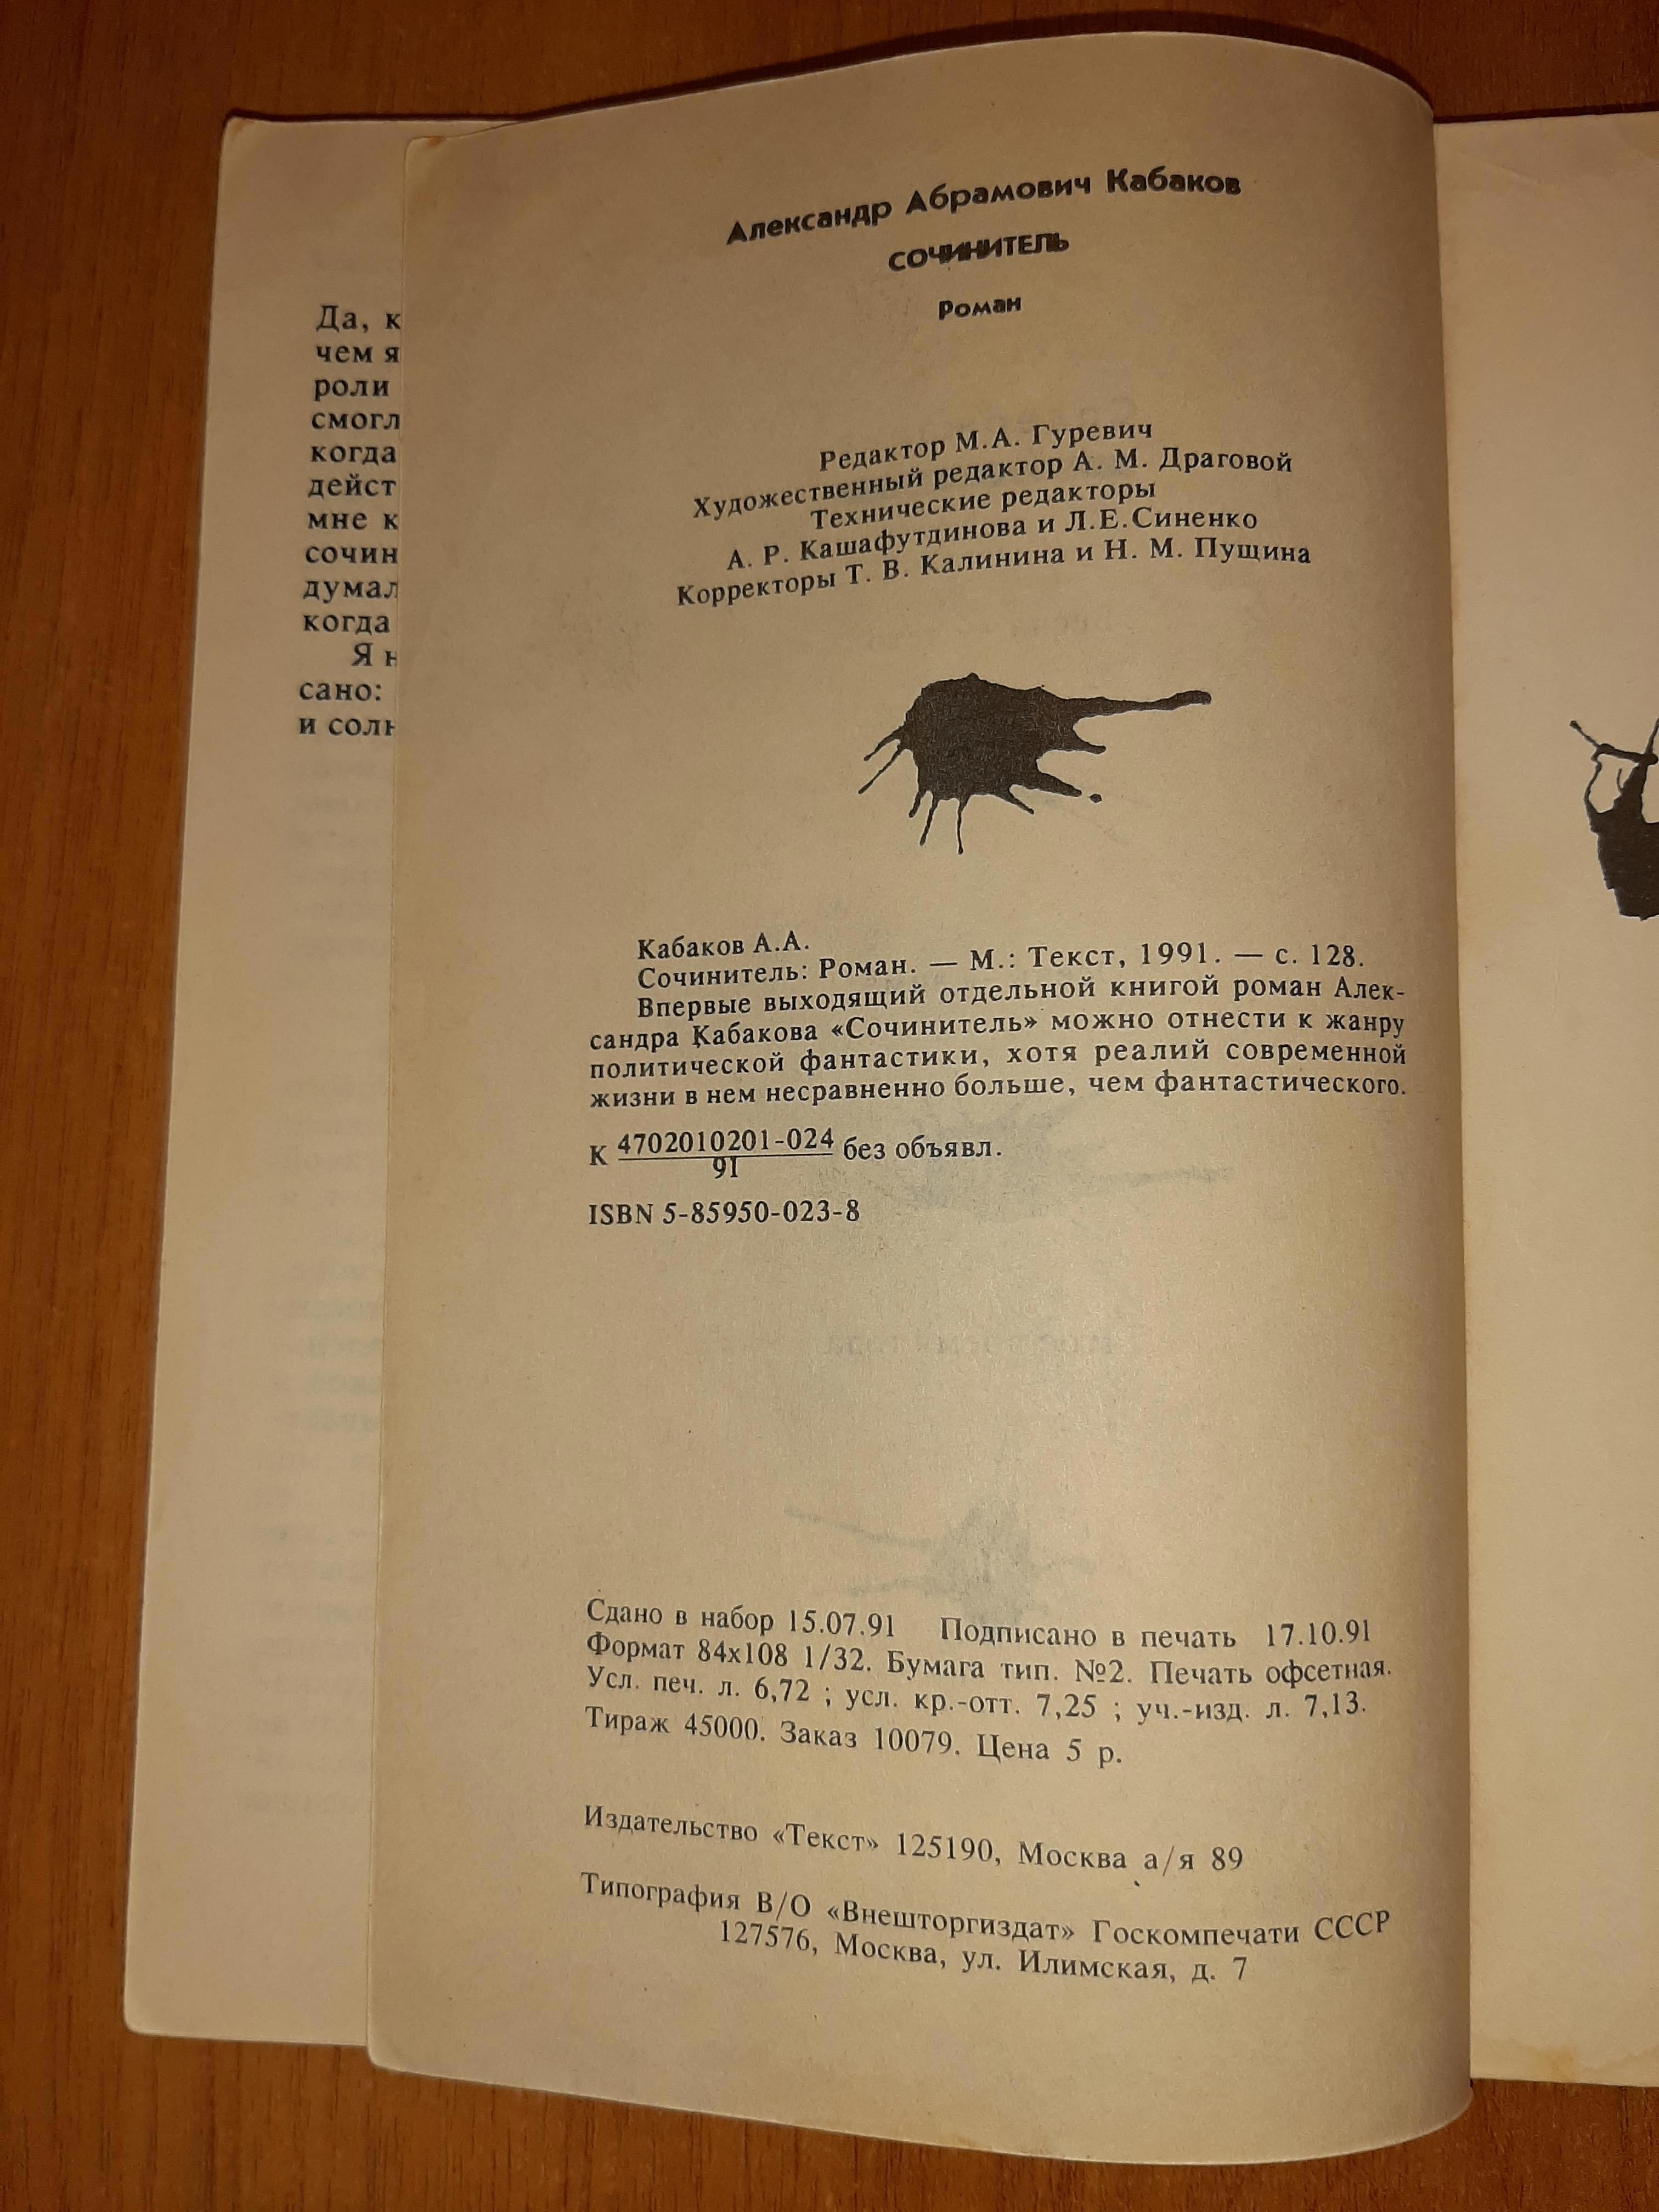 Да, к
чем я
роли
смогл
когда
дейст
мне к
сочин
думал
когда
Я н
сано:
и солн
Александр Абрамович Кабаков
СОЧИНИТЕЛЬ
Роман
Редактор М.А. Гуревич
Художественный редактор А. М. Драговой
Технические редакторы
А. Р. Кашафутдинова и Л.Е.Синенко
Корректоры Т. В. Калинина и Н. М. Пущина
Кабаков А.А.
Сочинитель: Роман. — М.: Текст, 1991. — с. 128.
Впервые выходящий отдельной книгой роман Алек-
сандра Кабакова «Сочинитель» можно отнести к жанру
политической фантастики, хотя реалий современной
жизни в нем несравненно больше, чем фантастического.
К 4702010201-024 без объявл.
91
ISBN 5-85950-023-8
Сдано в набор 15.07.91 Подписано в печать 17.10.91
Формат 84х108 1/32. Бумага тип. №2. Печать офсетная.
Усл. печ. л. 6,72 ; усл. кр.-отт. 7,25 ; уч.-изд. л. 7,13.
Тираж 45000. Заказ 10079. Цена 5 р.
Издательство «Текст» 125190, Москва а/я 89
Типография В/О «Внешторгиздат» Госкомпечати СССР
127576, Москва, ул. Илимская, д. 7